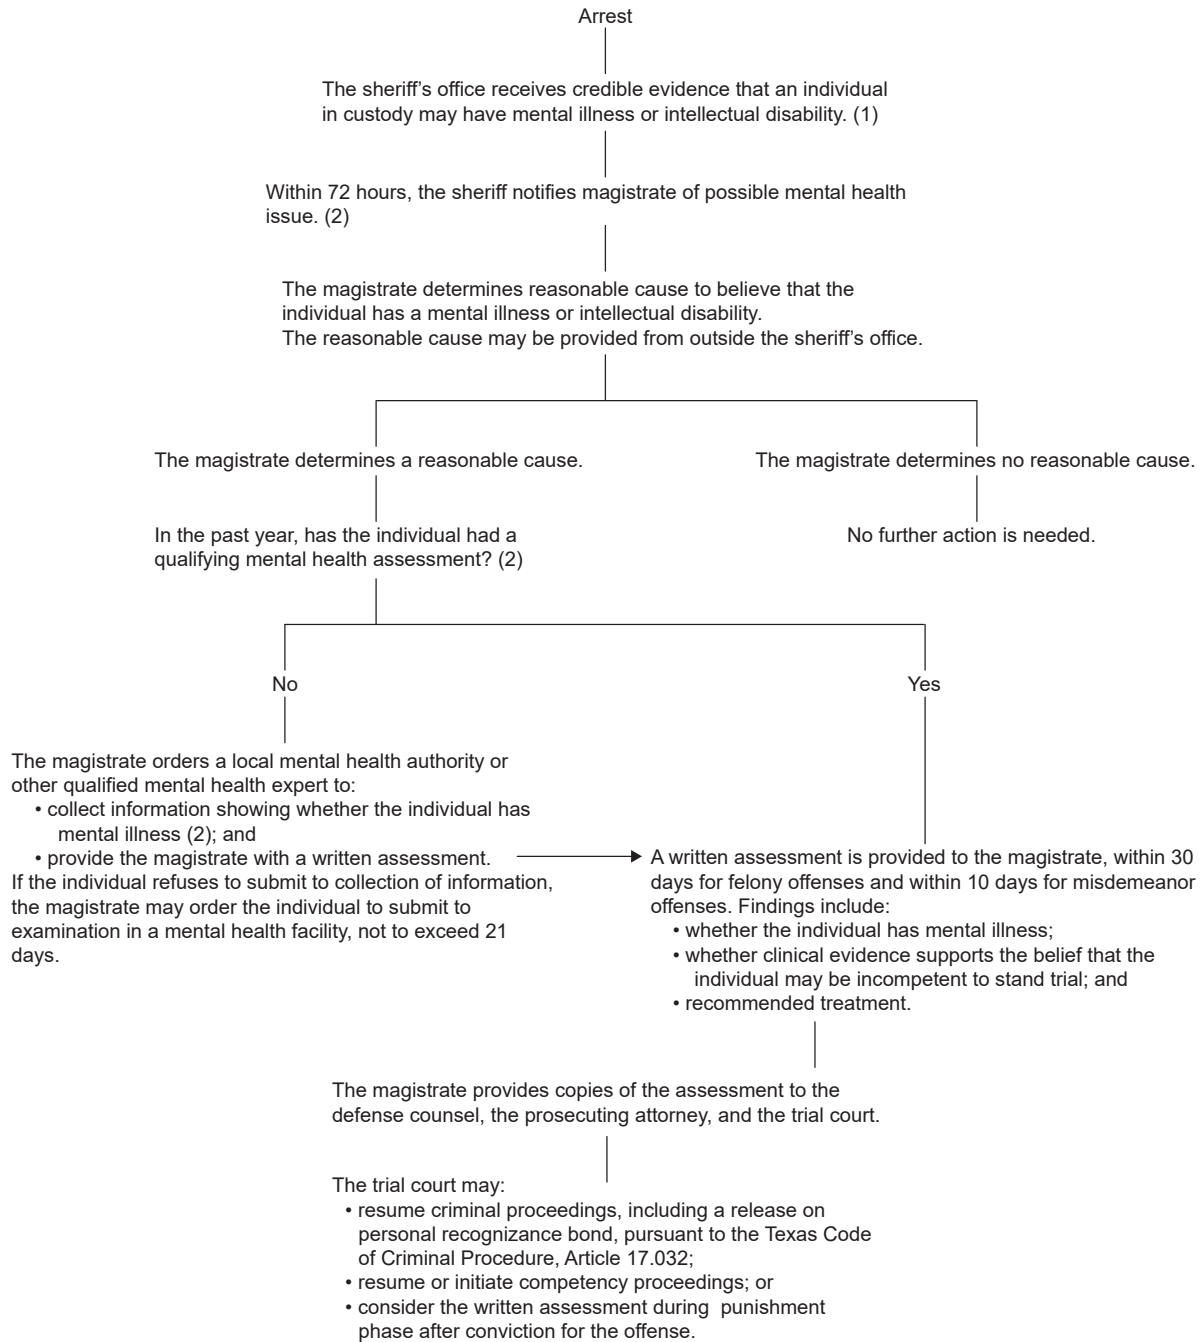 Arrest
The sheriff’s office receives credible evidence that an individual
in custody may have mental illness or intellectual disability. (1)
Within 72 hours, the sheriff notifies magistrate of possible mental health
issue. (2)
The magistrate determines reasonable cause to believe that the
individual has a mental illness or intellectual disability.
The reasonable cause may be provided from outside the sheriff’s office.
The magistrate determines a reasonable cause.
The magistrate determines no reasonable cause.
In the past year, has the individual had a
qualifying mental health assessment? (2)
No further action is needed.
No
Yes
The magistrate orders a local mental health authority or
other qualified mental health expert to:
• collect information showing whether the individual has
mental illness (2); and
• provide the magistrate with a written assessment.
If the individual refuses to submit to collection of information,
the magistrate may order the individual to submit to
examination in a mental health facility, not to exceed 21
days.
A written assessment is provided to the magistrate, within 30
days for felony offenses and within 10 days for misdemeanor
offenses. Findings include:
• whether the individual has mental illness;
• whether clinical evidence supports the belief that the
individual may be incompetent to stand trial; and
• recommended treatment.
The magistrate provides copies of the assessment to the
defense counsel, the prosecuting attorney, and the trial court.
The trial court may:
• resume criminal proceedings, including a release on
personal recognizance bond, pursuant to the Texas Code
of Criminal Procedure, Article 17.032;
• resume or initiate competency proceedings; or
• consider the written assessment during punishment
phase after conviction for the offense.